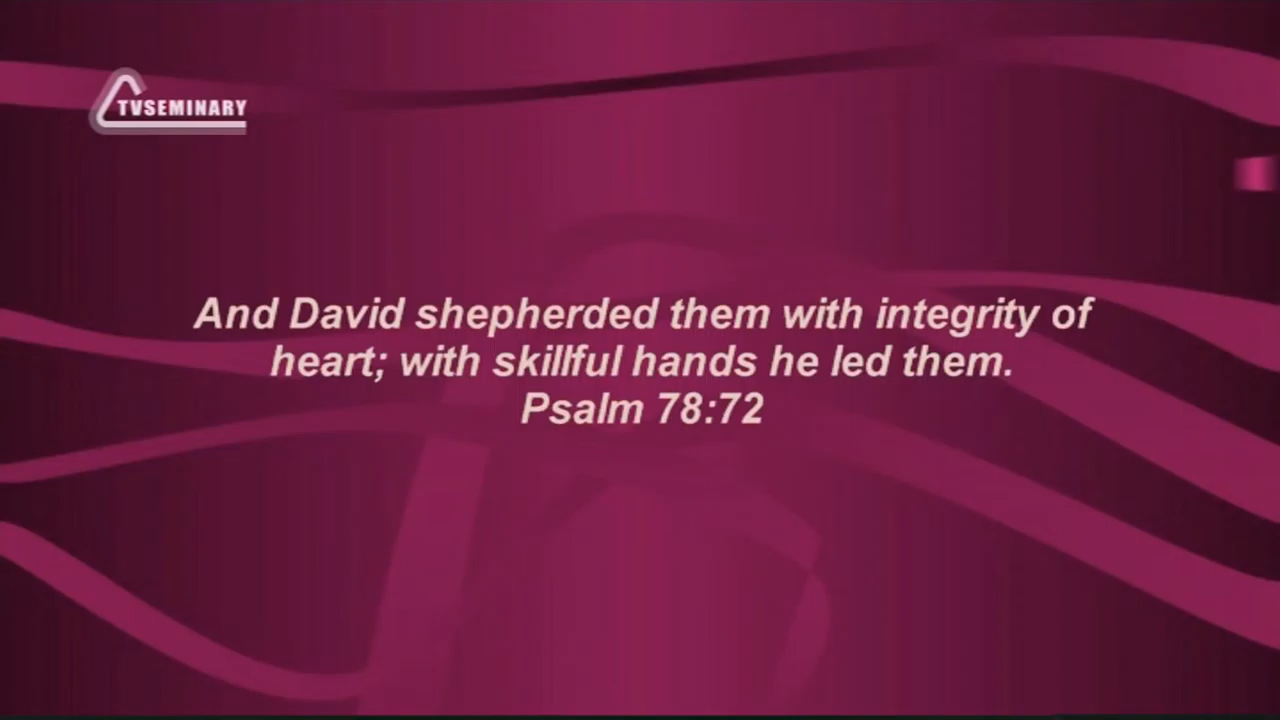 TVSEMINARY
And David shepherded them with integrity of
heart; with skillful hands he led them.
Psalm 78:72